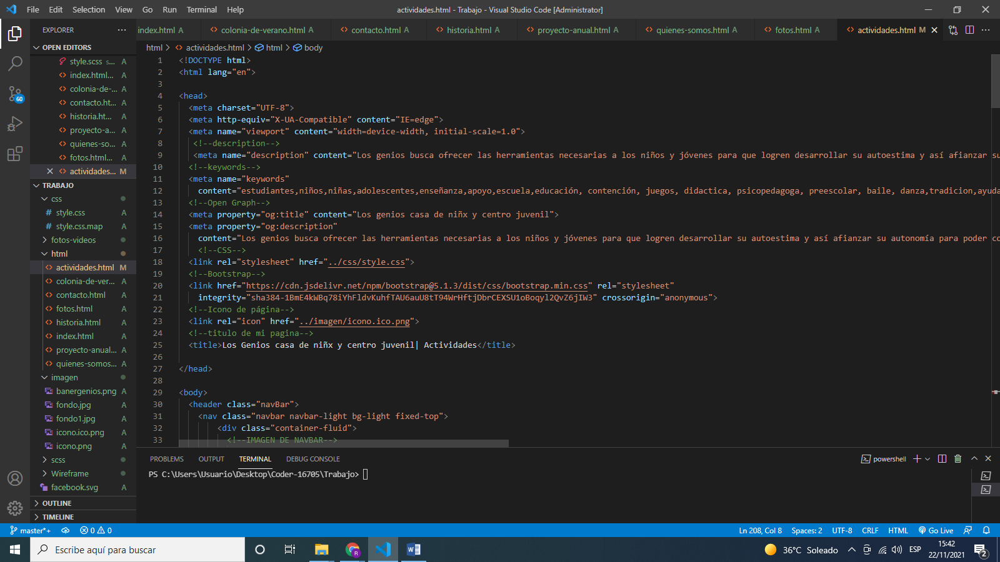 File Edit Selection View Go Run Terminal Help
actividades.html - Trabajo - Visual Studio Code [Administrator]
EXPLORER
index.html A
colonia-de-verano.html A
contacto.html A
historia.html A
proyecto-anual.html A
quienes-somos.html A
fotos.html A
actividades.html M
OPEN EDITORS
style.scss s... A
index.html... A
colonia-de-... A
contacto.ht... A
historia.ht... A
proyecto-a... A
quienes-so... A
fotos.html... A
actividades... M
TRABAJO
css
style.css A
style.css.map A
fotos-videos
html
actividades.html M
colonia-de-ver... A
contacto.html A
fotos.html A
historia.html A
index.html A
proyecto-anual... A
quienes-somos... A
imagen
banergenios.png A
fondo.jpg A
fondo1.jpg A
icono.ico.png A
icono.png A
scss
Wireframe
facebook.svg A
OUTLINE
TIMELINE
60
html > actividades.html > html > body
1 <!DOCTYPE html>
2 <html lang="en">
3
4 <head>
5 <meta charset="UTF-8">
6 <meta http-equiv="X-UA-Compatible" content="IE=edge">
7 <meta name="viewport" content="width=device-width, initial-scale=1.0">
8 <!--description-->
9 <meta name="description" content="Los genios busca ofrecer las herramientas necesarias a los niños y jóvenes para que logren desarrollar su autoestima y así afianzar su
10 <!--keywords-->
11 <meta name="keywords"
12 content="estudiantes,niños,niñas,adolescentes,enseñanza,apoyo,escuela,educación, contención, juegos, didactica, psicopedagoga, preescolar, baile, danza,tradicion,ayuda
13 <!--Open Graph-->
14 <meta property="og:title" content="Los genios casa de niñx y centro juvenil">
15 <meta property="og:description"
16 content="Los genios busca ofrecer las herramientas necesarias a los niños y jóvenes para que logren desarrollar su autoestima y así afianzar su autonomía para poder co
17 <!--CSS-->
18 <link rel="stylesheet" href="../css/style.css">
19 <!--Bootstrap-->
20 <link href="https://cdn.jsdelivr.net/npm/bootstrap@5.1.3/dist/css/bootstrap.min.css" rel="stylesheet"
21 integrity="sha384-1BmE4kWBq78iYhFldvKuhfTAU6auU8tT94WrHftjDbrCEXSU1oBoqyl2QvZ6jIW3" crossorigin="anonymous">
22 <!--Icono de página-->
23 <link rel="icon" href="../imagen/icono.ico.png">
24 <!--titulo de mi pagina-->
25 <title>Los Genios casa de niñx y centro juvenil| Actividades</title>
26
27 </head>
28
29 <body>
30 <header class="navBar">
31 <nav class="navbar navbar-light bg-light fixed-top">
32 <div class="container-fluid">
33 <!--IMAGEN DE NAVBAR-->
PROBLEMS OUTPUT TERMINAL DEBUG CONSOLE
powershell
PS C:\Users\Usuario\Desktop\Coder-16705\Trabajo>
master*+ 0 0
Ln 208, Col 8 Spaces: 2 UTF-8 CRLF HTML Go Live
Escribe aquí para buscar
36°C Soleado
ESP
15:42
22/11/2021
2